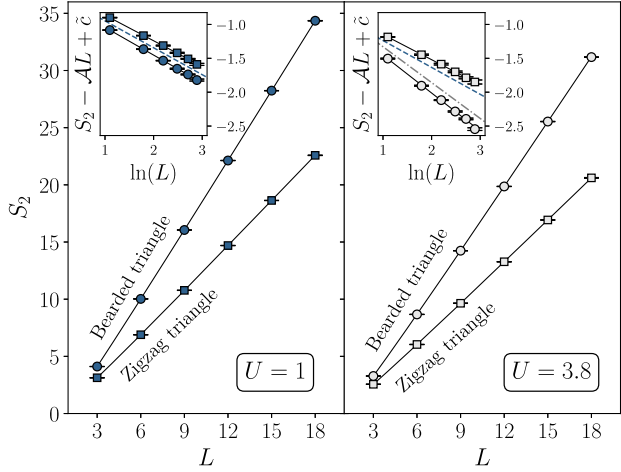 S₂
35
30
25
20
15
10
5
0
S₂ − AL + c̃
−1.0
−1.5
−2.0
−2.5
1 2 3
ln(L)
Bearded triangle
Zigzag triangle
U = 1
3 6 9 12 15 18
L
S₂ − AL + c̃
−1.0
−1.5
−2.0
−2.5
1 2 3
ln(L)
Bearded triangle
Zigzag triangle
U = 3.8
3 6 9 12 15 18
L